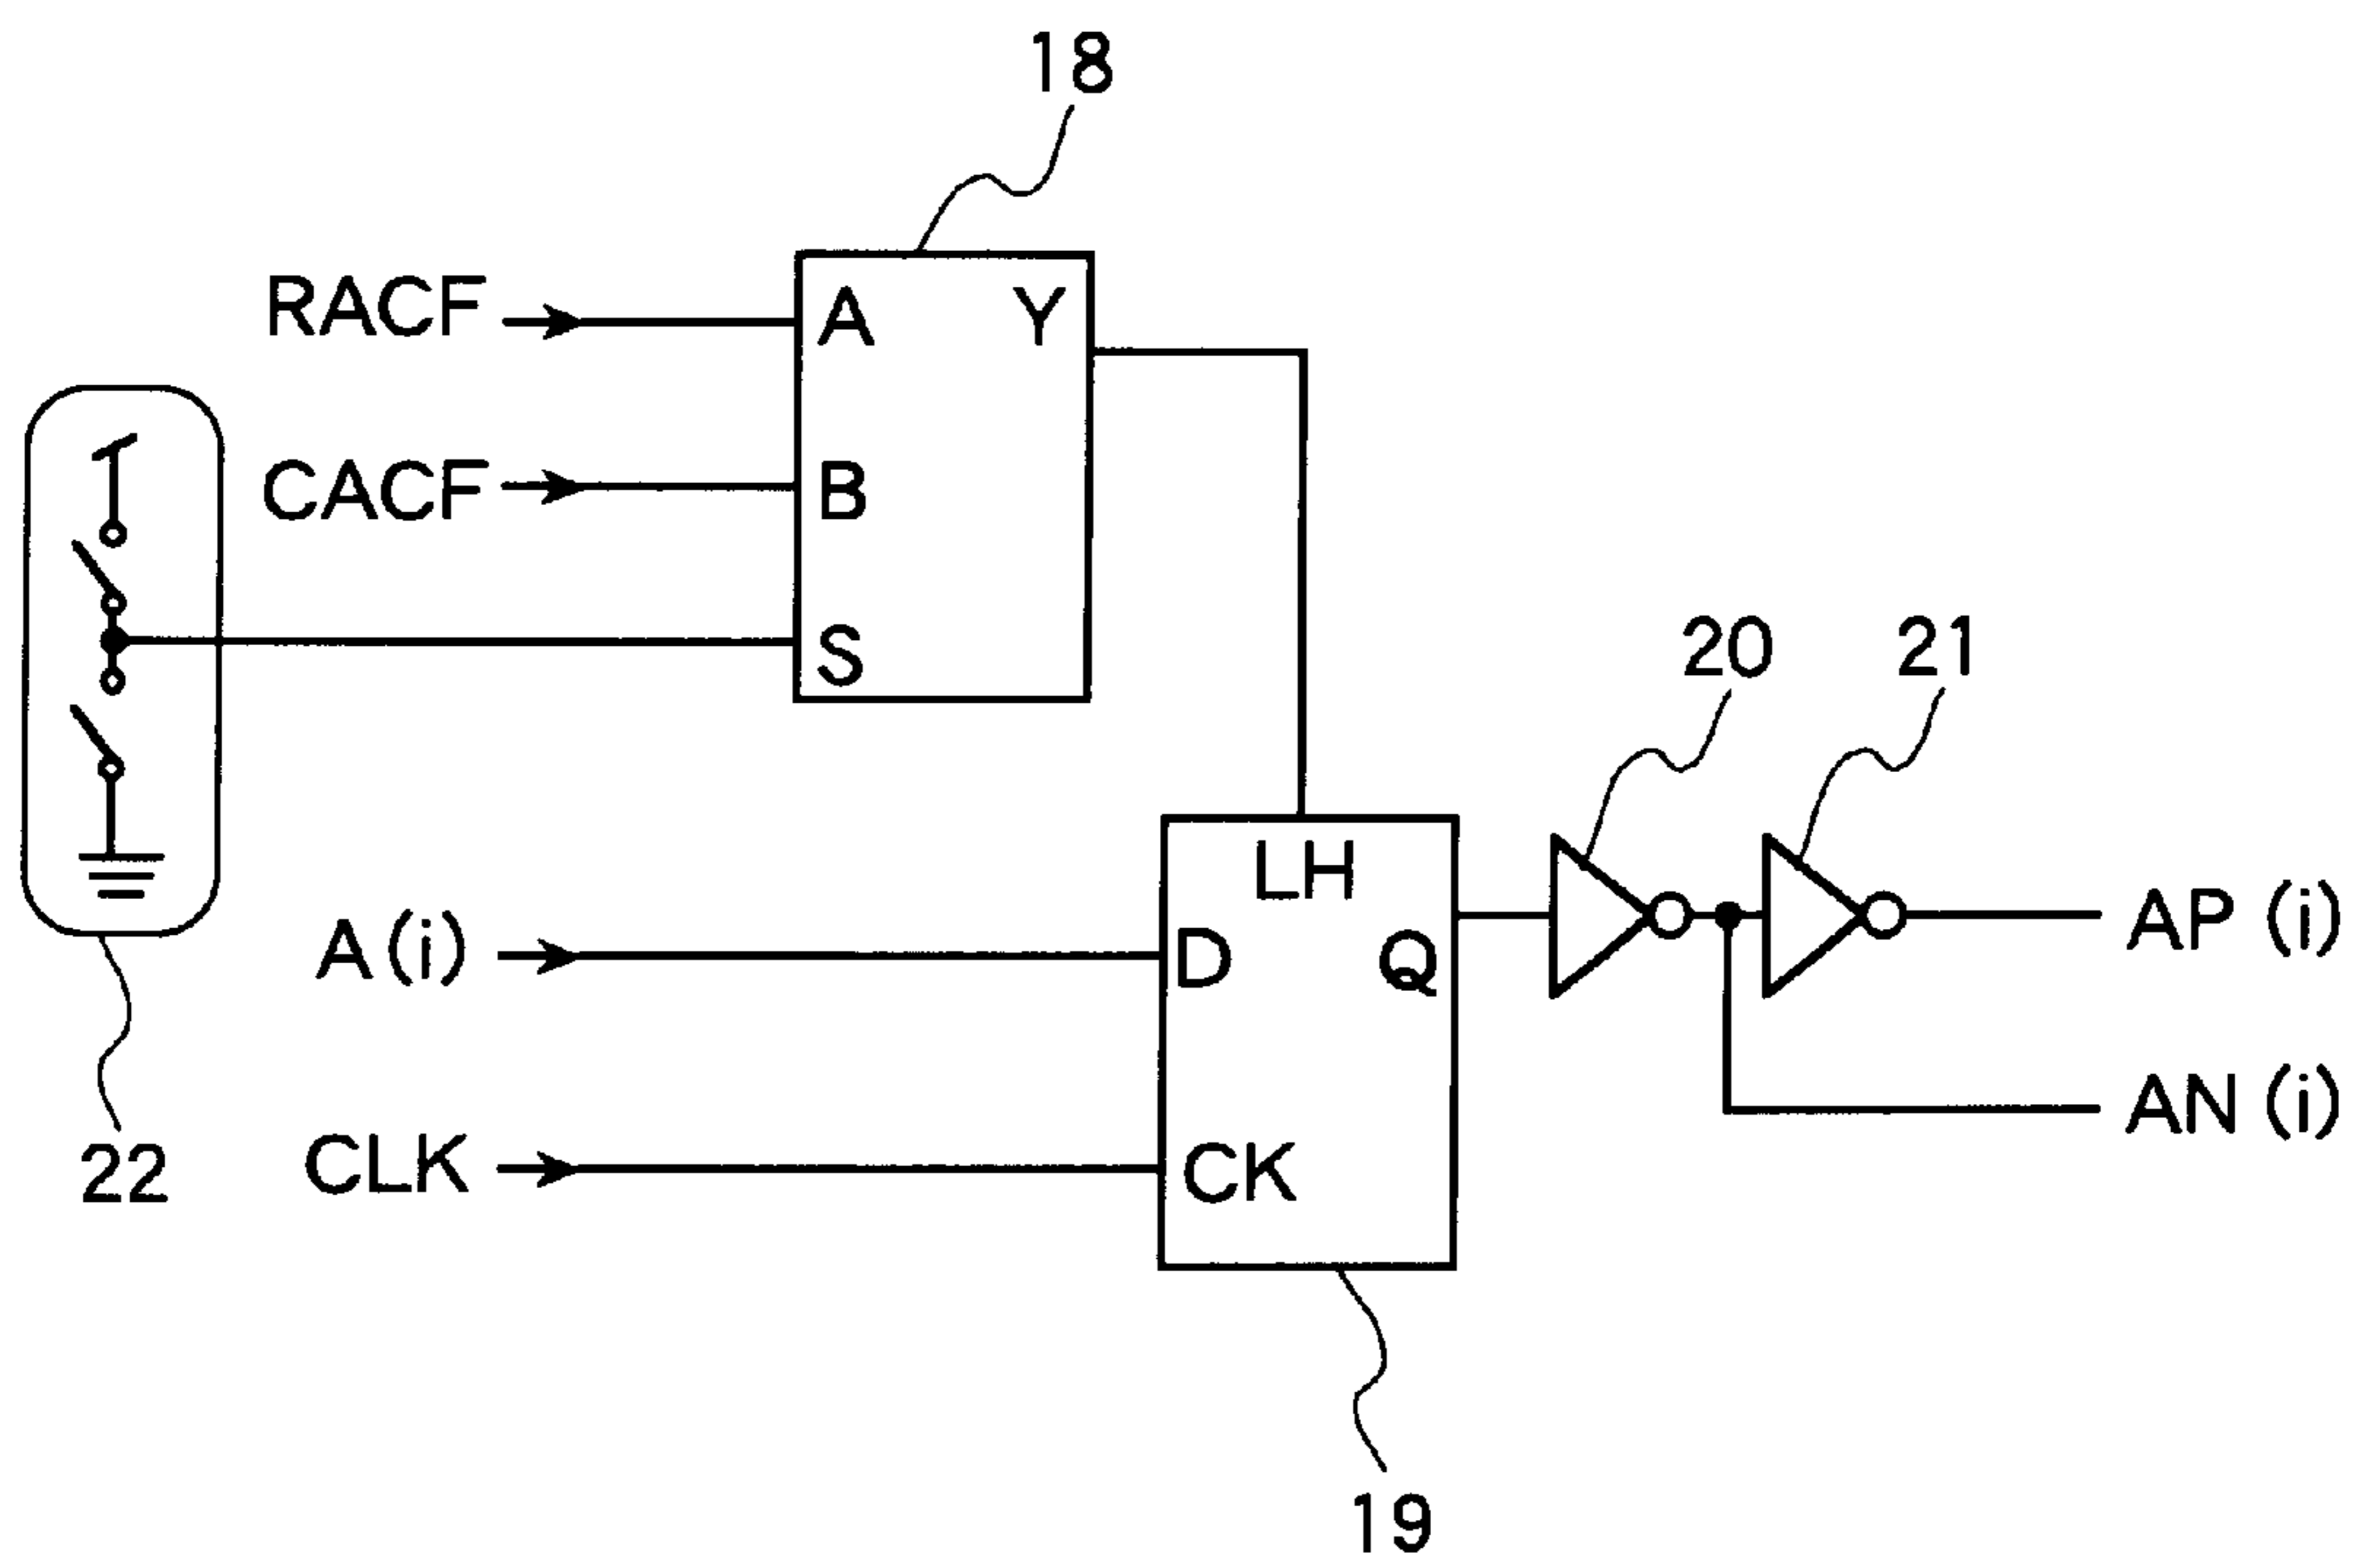 18
RACF
A
Y
CACF
B
S
20
21
LH
A (i)
D
Q
AP (i)
AN (i)
CLK
CK
22
19